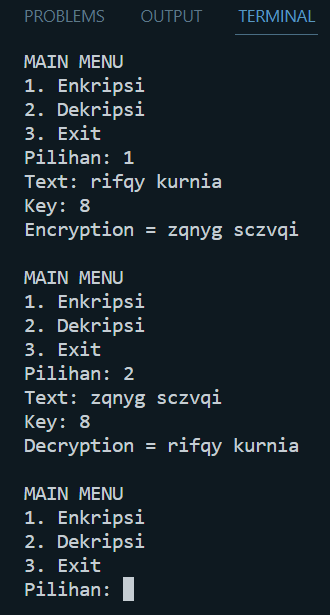 PROBLEMS OUTPUT TERMINAL
MAIN MENU
1. Enkripsi
2. Dekripsi
3. Exit
Pilihan: 1
Text: rifqy kurnia
Key: 8
Encryption = zqnyg sczvqi
MAIN MENU
1. Enkripsi
2. Dekripsi
3. Exit
Pilihan: 2
Text: zqnyg sczvqi
Key: 8
Decryption = rifqy kurnia
MAIN MENU
1. Enkripsi
2. Dekripsi
3. Exit
Pilihan: